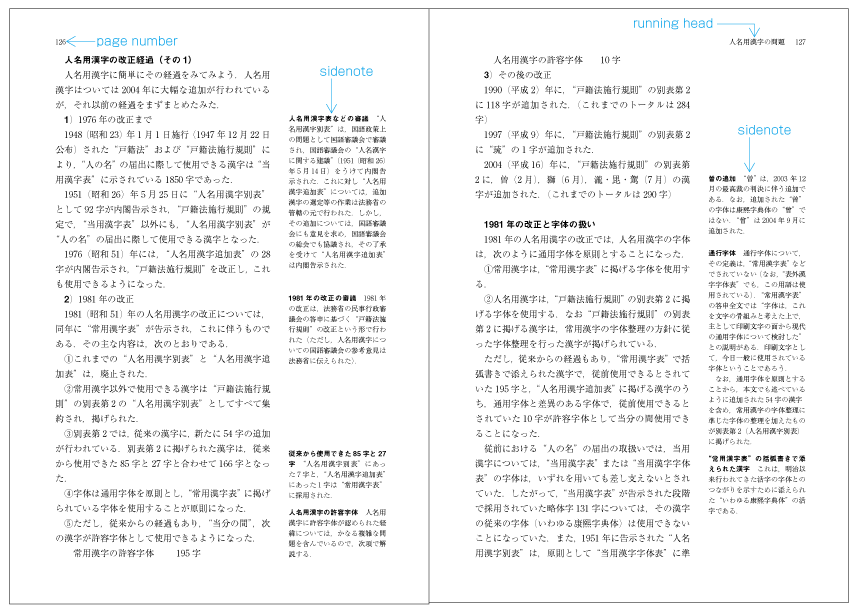 126
page number
人名用漢字の改正経過（その1）
人名用漢字に簡単にその経過をみてみよう．人名用
漢字はついては 2004 年に大幅な追加が行われている
が，それ以前の経過をまずまとめたみた．
1）1976 年の改正まで
1948（昭和 23）年 1 月 1 日施行（1947 年 12 月 22 日
公布）された“戸籍法”および“戸籍法施行規則”に
より，“人の名”の届出に際して使用できる漢字は“当
用漢字表”に示されている 1850 字であった．
1951（昭和 26）年 5 月 25 日に“人名用漢字別表”
として 92 字が内閣告示され，“戸籍法施行規則”の規
定で，“当用漢字表”以外にも，“人名用漢字別表”が
“人の名”の届出に際して使用できる漢字となった．
1976（昭和 51）年には，“人名用漢字追加表”の 28
字が内閣告示され，“戸籍法施行規則”を改正し，これ
も使用できるようになった．
2）1981 年の改正
1981（昭和 51）年の人名用漢字の改正については，
同年に“常用漢字表”が告示され，これに伴うもので
ある．その主な内容は，次のとおりである．
①これまでの“人名用漢字別表”と“人名用漢字追
加表”は，廃止された．
②常用漢字以外で使用できる漢字は“戸籍法施行規
則”の別表第 2 の“人名用漢字別表”としてすべて集
約され，掲げられた．
③別表第 2 では，従来の漢字に，新たに 54 字の追加
が行われている．別表第 2 に掲げられた漢字は，従来
から使用できた 85 字と 27 字と合わせて 166 字となっ
た．
④字体は通用字体を原則とし，“常用漢字表”に掲げ
られている字体を使用することが原則になった．
⑤ただし，従来からの経過もあり，“当分の間”，次
の漢字が許容字体として使用できるようになった．
常用漢字の許容字体　195 字
sidenote
人名用漢字表などの審議　“人
名用漢字別表”は，国語政策上
の問題として国語審議会で審議
され，国語審議会の“人名漢字
に関する建議”（1951（昭和 26）
年 5 月 14 日）をうけて内閣告
示された．これに対し“人名用
漢字追加表”については，追加
漢字の選定等の作業は法務省の
管轄の元で行われた．しかし，
その追加については，国語審議
会にも意見を求め，国語審議会
の総会でも協議され，その了承
を受けて“人名用漢字追加表”
は内閣告示された．
1981 年の改正の審議　1981 年
の改正は，法務省の民事行政審
議会の答申に基づく“戸籍法施
行規則”の改正という形で行わ
れた（ただし，人名用漢字につ
いての国語審議会の参考意見は
法務省に伝えられた）．
従来から使用できた 85 字と 27
字　“人名用漢字別表”にあっ
た 7 字と，“人名用漢字追加表”
にあった 1 字は“常用漢字表”
に採用された．
人名用漢字の許容字体　人名用
漢字に許容字体が認められた経
緯については，かなる複雑な問
題を含んでいるので，次項で解
説する．
running head
人名用漢字の問題　127
人名用漢字の許容字体　10 字
3）その後の改正
1990（平成 2）年に，“戸籍法施行規則”の別表第 2
に 118 字が追加された．（これまでのトータルは 284
字）
1997（平成 9）年に，“戸籍法施行規則”の別表第 2
に“琉”の 1 字が追加された．
2004（平成 16）年に，“戸籍法施行規則”の別表第
2 に，曽（2 月），獅（6 月），瀧・毘・駕（7 月）の漢
字が追加された．（これまでのトータルは 290 字）
1981 年の改正と字体の扱い
1981 年の人名用漢字の改正では，人名用漢字の字体
は，次のように通用字体を原則とすることになった．
①常用漢字は，“常用漢字表”に掲げる字体を使用す
る．
②人名用漢字は，“戸籍法施行規則”の別表第 2 に掲
げる字体を使用する．なお“戸籍法施行規則”の別表
第 2 に掲げる漢字は，常用漢字の字体整理の方針に従
った字体整理を行った漢字が掲げられている．
ただし，従来からの経過もあり，“常用漢字表”で括
弧書きで添えられた漢字で，従前使用できるとされて
いた 195 字と，“人名用漢字追加表”に掲げる漢字のう
ち，通用字体と差異のある字体で，従前使用できると
されていた 10 字が許容字体として当分の間使用でき
ることになった．
従前における“人の名”の届出の取扱いでは，当用
漢字については，“当用漢字表”または“当用漢字字体
表”の字体は，いずれを用いても差し支えないとされ
ていた．したがって，“当用漢字表”が告示された段階
で採用されていた略体字 131 字については，その漢字
の従来の字体（いわゆる康熙字典体）は使用できない
ことになっていた．また，1951 年に告示された“人名
用漢字別表”は，原則として“当用漢字字体表”に準
sidenote
曽の追加　“曽”は，2003 年 12
月の最高裁の判決に伴う追加で
ある．なお，追加された“曽”
の字体は康熙字典体の“曾”で
はない．“曾”は 2004 年 9 月に
追加された．
通行字体　通行字体について，
その定義は，“常用漢字表”など
でされていない（なお，“表外漢
字字体表”でも，この用語は使
用されている）．“常用漢字表”
の答申全文では“字体は，これ
を文字の骨組みと考えた上で，
主として印刷文字の面から現代
の通用字体について検討した”
との説明がある．印刷文字とし
て，今日一般に使用されている
字体ということであろう．
なお，通用字体を原則とする
ことから，本文でも述べている
ように追加された 54 字の漢字
を含め，常用漢字の字体整理に
準じた字体の整理を加えたもの
が別表第 2（人名用漢字別表）
に掲げられた．
“常用漢字表”の括弧書きで添
えられた漢字　これは，明治以
来行われてきた活字の字体との
つながりを示すために添えられ
た“いわゆる康熙字典体”の活
字である．